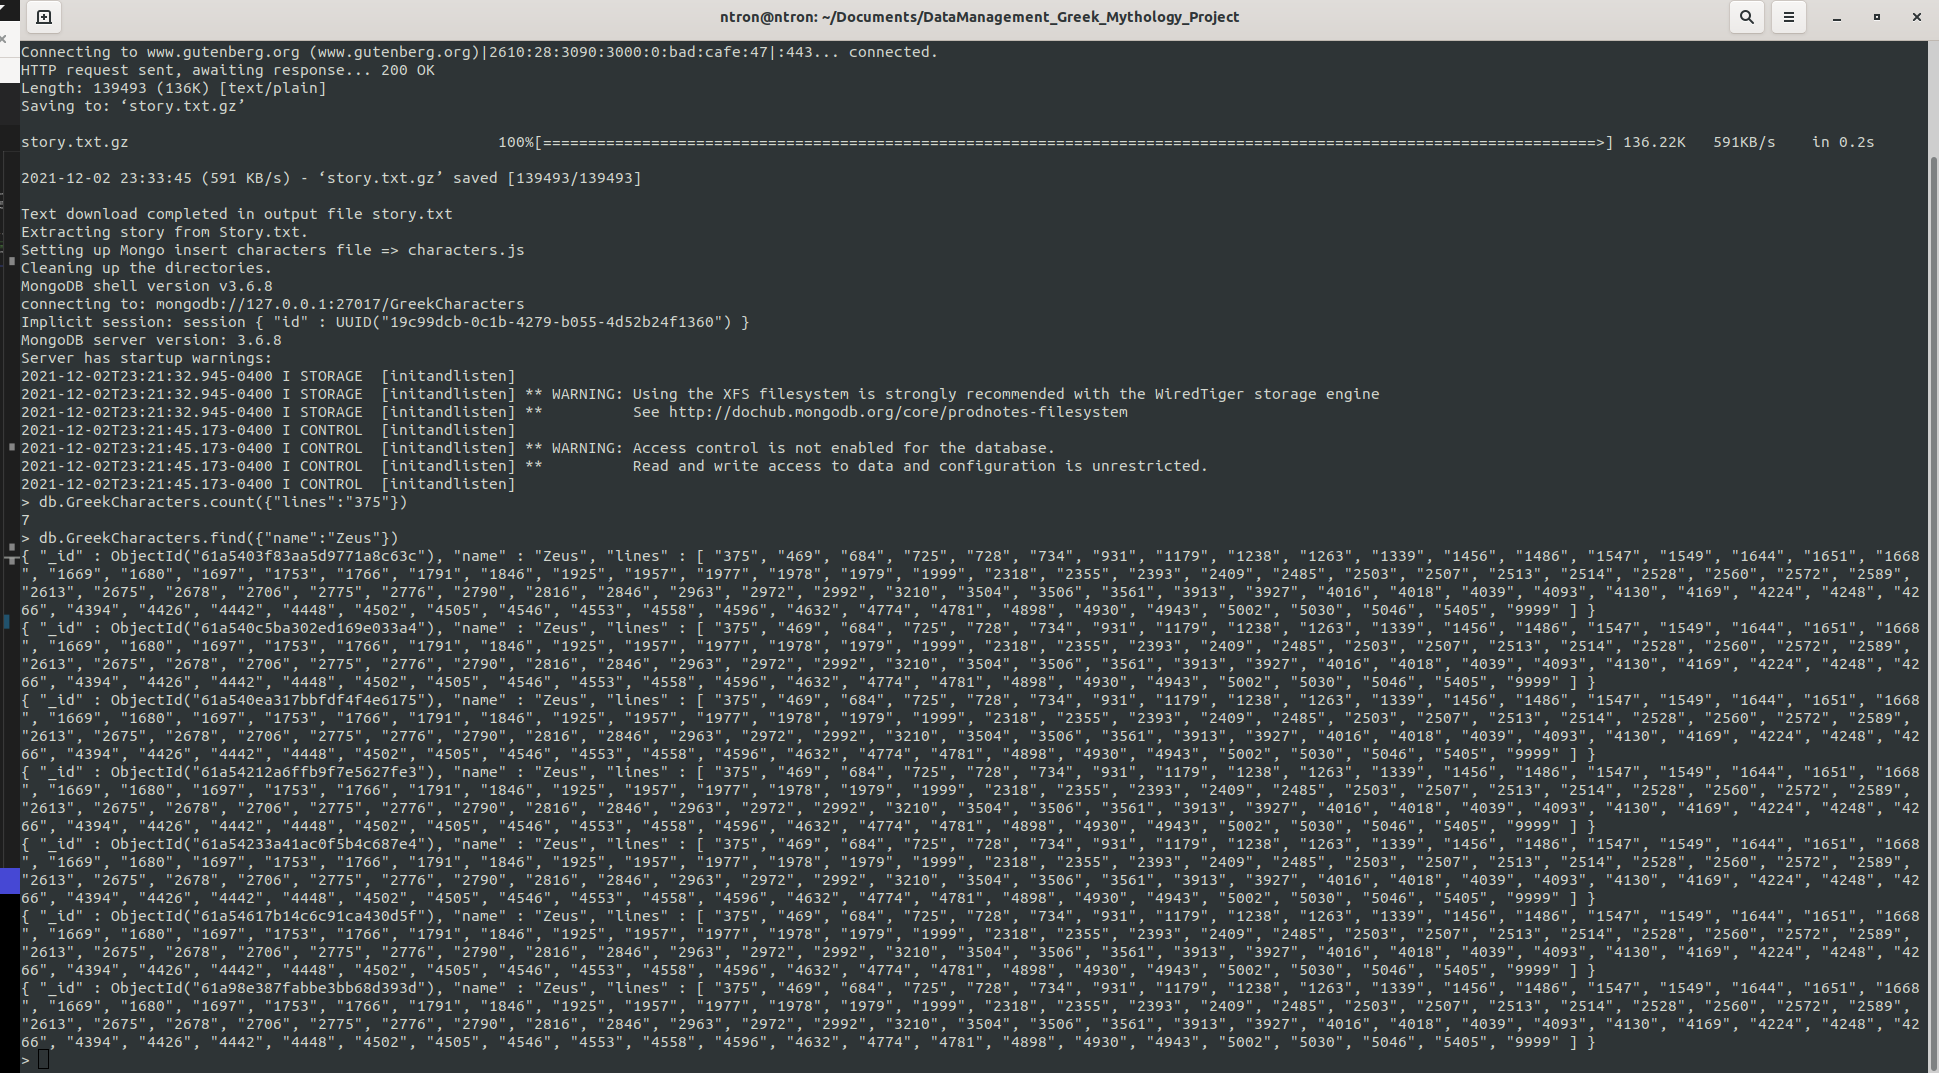 ntron@ntron: ~/Documents/DataManagement_Greek_Mythology_Project
Connecting to www.gutenberg.org (www.gutenberg.org)|2610:28:3090:3000:0:bad:cafe:47|:443... connected.
HTTP request sent, awaiting response... 200 OK
Length: 139493 (136K) [text/plain]
Saving to: ‘story.txt.gz’
story.txt.gz 100%[=====================================================================================================================>] 136.22K 591KB/s in 0.2s
2021-12-02 23:33:45 (591 KB/s) - ‘story.txt.gz’ saved [139493/139493]
Text download completed in output file story.txt
Extracting story from Story.txt.
Setting up Mongo insert characters file => characters.js
Cleaning up the directories.
MongoDB shell version v3.6.8
connecting to: mongodb://127.0.0.1:27017/GreekCharacters
Implicit session: session { "id" : UUID("19c99dcb-0c1b-4279-b055-4d52b24f1360") }
MongoDB server version: 3.6.8
Server has startup warnings:
2021-12-02T23:21:32.945-0400 I STORAGE  [initandlisten]
2021-12-02T23:21:32.945-0400 I STORAGE  [initandlisten] ** WARNING: Using the XFS filesystem is strongly recommended with the WiredTiger storage engine
2021-12-02T23:21:32.945-0400 I STORAGE  [initandlisten] **          See http://dochub.mongodb.org/core/prodnotes-filesystem
2021-12-02T23:21:45.173-0400 I CONTROL  [initandlisten]
2021-12-02T23:21:45.173-0400 I CONTROL  [initandlisten] ** WARNING: Access control is not enabled for the database.
2021-12-02T23:21:45.173-0400 I CONTROL  [initandlisten] **          Read and write access to data and configuration is unrestricted.
2021-12-02T23:21:45.173-0400 I CONTROL  [initandlisten]
> db.GreekCharacters.count({"lines":"375"})
7
> db.GreekCharacters.find({"name":"Zeus"})
{ "_id" : ObjectId("61a5403f83aa5d9771a8c63c"), "name" : "Zeus", "lines" : [ "375", "469", "684", "725", "728", "734", "931", "1179", "1238", "1263", "1339", "1456", "1486", "1547", "1549", "1644", "1651", "1668
", "1669", "1680", "1697", "1753", "1766", "1791", "1846", "1925", "1957", "1977", "1978", "1979", "1999", "2318", "2355", "2393", "2409", "2485", "2503", "2507", "2513", "2514", "2528", "2560", "2572", "2589",
"2613", "2675", "2678", "2706", "2775", "2776", "2790", "2816", "2846", "2963", "2972", "2992", "3210", "3504", "3506", "3561", "3913", "3927", "4016", "4018", "4039", "4093", "4130", "4169", "4224", "4248", "42
66", "4394", "4426", "4442", "4448", "4502", "4505", "4546", "4553", "4558", "4596", "4632", "4774", "4781", "4898", "4930", "4943", "5002", "5030", "5046", "5405", "9999" ] }
{ "_id" : ObjectId("61a540c5ba302ed169e033a4"), "name" : "Zeus", "lines" : [ "375", "469", "684", "725", "728", "734", "931", "1179", "1238", "1263", "1339", "1456", "1486", "1547", "1549", "1644", "1651", "1668
", "1669", "1680", "1697", "1753", "1766", "1791", "1846", "1925", "1957", "1977", "1978", "1979", "1999", "2318", "2355", "2393", "2409", "2485", "2503", "2507", "2513", "2514", "2528", "2560", "2572", "2589",
"2613", "2675", "2678", "2706", "2775", "2776", "2790", "2816", "2846", "2963", "2972", "2992", "3210", "3504", "3506", "3561", "3913", "3927", "4016", "4018", "4039", "4093", "4130", "4169", "4224", "4248", "42
66", "4394", "4426", "4442", "4448", "4502", "4505", "4546", "4553", "4558", "4596", "4632", "4774", "4781", "4898", "4930", "4943", "5002", "5030", "5046", "5405", "9999" ] }
{ "_id" : ObjectId("61a540ea317bbfdf4f4e6175"), "name" : "Zeus", "lines" : [ "375", "469", "684", "725", "728", "734", "931", "1179", "1238", "1263", "1339", "1456", "1486", "1547", "1549", "1644", "1651", "1668
", "1669", "1680", "1697", "1753", "1766", "1791", "1846", "1925", "1957", "1977", "1978", "1979", "1999", "2318", "2355", "2393", "2409", "2485", "2503", "2507", "2513", "2514", "2528", "2560", "2572", "2589",
"2613", "2675", "2678", "2706", "2775", "2776", "2790", "2816", "2846", "2963", "2972", "2992", "3210", "3504", "3506", "3561", "3913", "3927", "4016", "4018", "4039", "4093", "4130", "4169", "4224", "4248", "42
66", "4394", "4426", "4442", "4448", "4502", "4505", "4546", "4553", "4558", "4596", "4632", "4774", "4781", "4898", "4930", "4943", "5002", "5030", "5046", "5405", "9999" ] }
{ "_id" : ObjectId("61a54212a6ffb9f7e5627fe3"), "name" : "Zeus", "lines" : [ "375", "469", "684", "725", "728", "734", "931", "1179", "1238", "1263", "1339", "1456", "1486", "1547", "1549", "1644", "1651", "1668
", "1669", "1680", "1697", "1753", "1766", "1791", "1846", "1925", "1957", "1977", "1978", "1979", "1999", "2318", "2355", "2393", "2409", "2485", "2503", "2507", "2513", "2514", "2528", "2560", "2572", "2589",
"2613", "2675", "2678", "2706", "2775", "2776", "2790", "2816", "2846", "2963", "2972", "2992", "3210", "3504", "3506", "3561", "3913", "3927", "4016", "4018", "4039", "4093", "4130", "4169", "4224", "4248", "42
66", "4394", "4426", "4442", "4448", "4502", "4505", "4546", "4553", "4558", "4596", "4632", "4774", "4781", "4898", "4930", "4943", "5002", "5030", "5046", "5405", "9999" ] }
{ "_id" : ObjectId("61a54233a41ac0f5b4c687e4"), "name" : "Zeus", "lines" : [ "375", "469", "684", "725", "728", "734", "931", "1179", "1238", "1263", "1339", "1456", "1486", "1547", "1549", "1644", "1651", "1668
", "1669", "1680", "1697", "1753", "1766", "1791", "1846", "1925", "1957", "1977", "1978", "1979", "1999", "2318", "2355", "2393", "2409", "2485", "2503", "2507", "2513", "2514", "2528", "2560", "2572", "2589",
"2613", "2675", "2678", "2706", "2775", "2776", "2790", "2816", "2846", "2963", "2972", "2992", "3210", "3504", "3506", "3561", "3913", "3927", "4016", "4018", "4039", "4093", "4130", "4169", "4224", "4248", "42
66", "4394", "4426", "4442", "4448", "4502", "4505", "4546", "4553", "4558", "4596", "4632", "4774", "4781", "4898", "4930", "4943", "5002", "5030", "5046", "5405", "9999" ] }
{ "_id" : ObjectId("61a54617b14c6c91ca430d5f"), "name" : "Zeus", "lines" : [ "375", "469", "684", "725", "728", "734", "931", "1179", "1238", "1263", "1339", "1456", "1486", "1547", "1549", "1644", "1651", "1668
", "1669", "1680", "1697", "1753", "1766", "1791", "1846", "1925", "1957", "1977", "1978", "1979", "1999", "2318", "2355", "2393", "2409", "2485", "2503", "2507", "2513", "2514", "2528", "2560", "2572", "2589",
"2613", "2675", "2678", "2706", "2775", "2776", "2790", "2816", "2846", "2963", "2972", "2992", "3210", "3504", "3506", "3561", "3913", "3927", "4016", "4018", "4039", "4093", "4130", "4169", "4224", "4248", "42
66", "4394", "4426", "4442", "4448", "4502", "4505", "4546", "4553", "4558", "4596", "4632", "4774", "4781", "4898", "4930", "4943", "5002", "5030", "5046", "5405", "9999" ] }
{ "_id" : ObjectId("61a98e387fabbe3bb68d393d"), "name" : "Zeus", "lines" : [ "375", "469", "684", "725", "728", "734", "931", "1179", "1238", "1263", "1339", "1456", "1486", "1547", "1549", "1644", "1651", "1668
", "1669", "1680", "1697", "1753", "1766", "1791", "1846", "1925", "1957", "1977", "1978", "1979", "1999", "2318", "2355", "2393", "2409", "2485", "2503", "2507", "2513", "2514", "2528", "2560", "2572", "2589",
"2613", "2675", "2678", "2706", "2775", "2776", "2790", "2816", "2846", "2963", "2972", "2992", "3210", "3504", "3506", "3561", "3913", "3927", "4016", "4018", "4039", "4093", "4130", "4169", "4224", "4248", "42
66", "4394", "4426", "4442", "4448", "4502", "4505", "4546", "4553", "4558", "4596", "4632", "4774", "4781", "4898", "4930", "4943", "5002", "5030", "5046", "5405", "9999" ] }
>